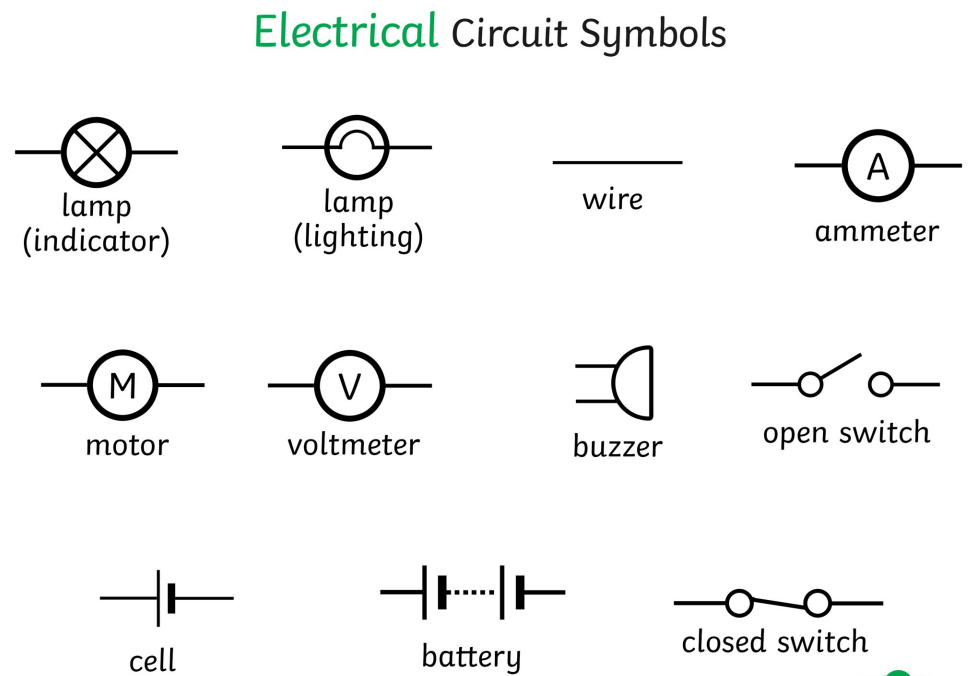 Electrical Circuit Symbols
lamp
(indicator)
lamp
(lighting)
wire
A
ammeter
M
motor
V
voltmeter
buzzer
open switch
cell
battery
closed switch